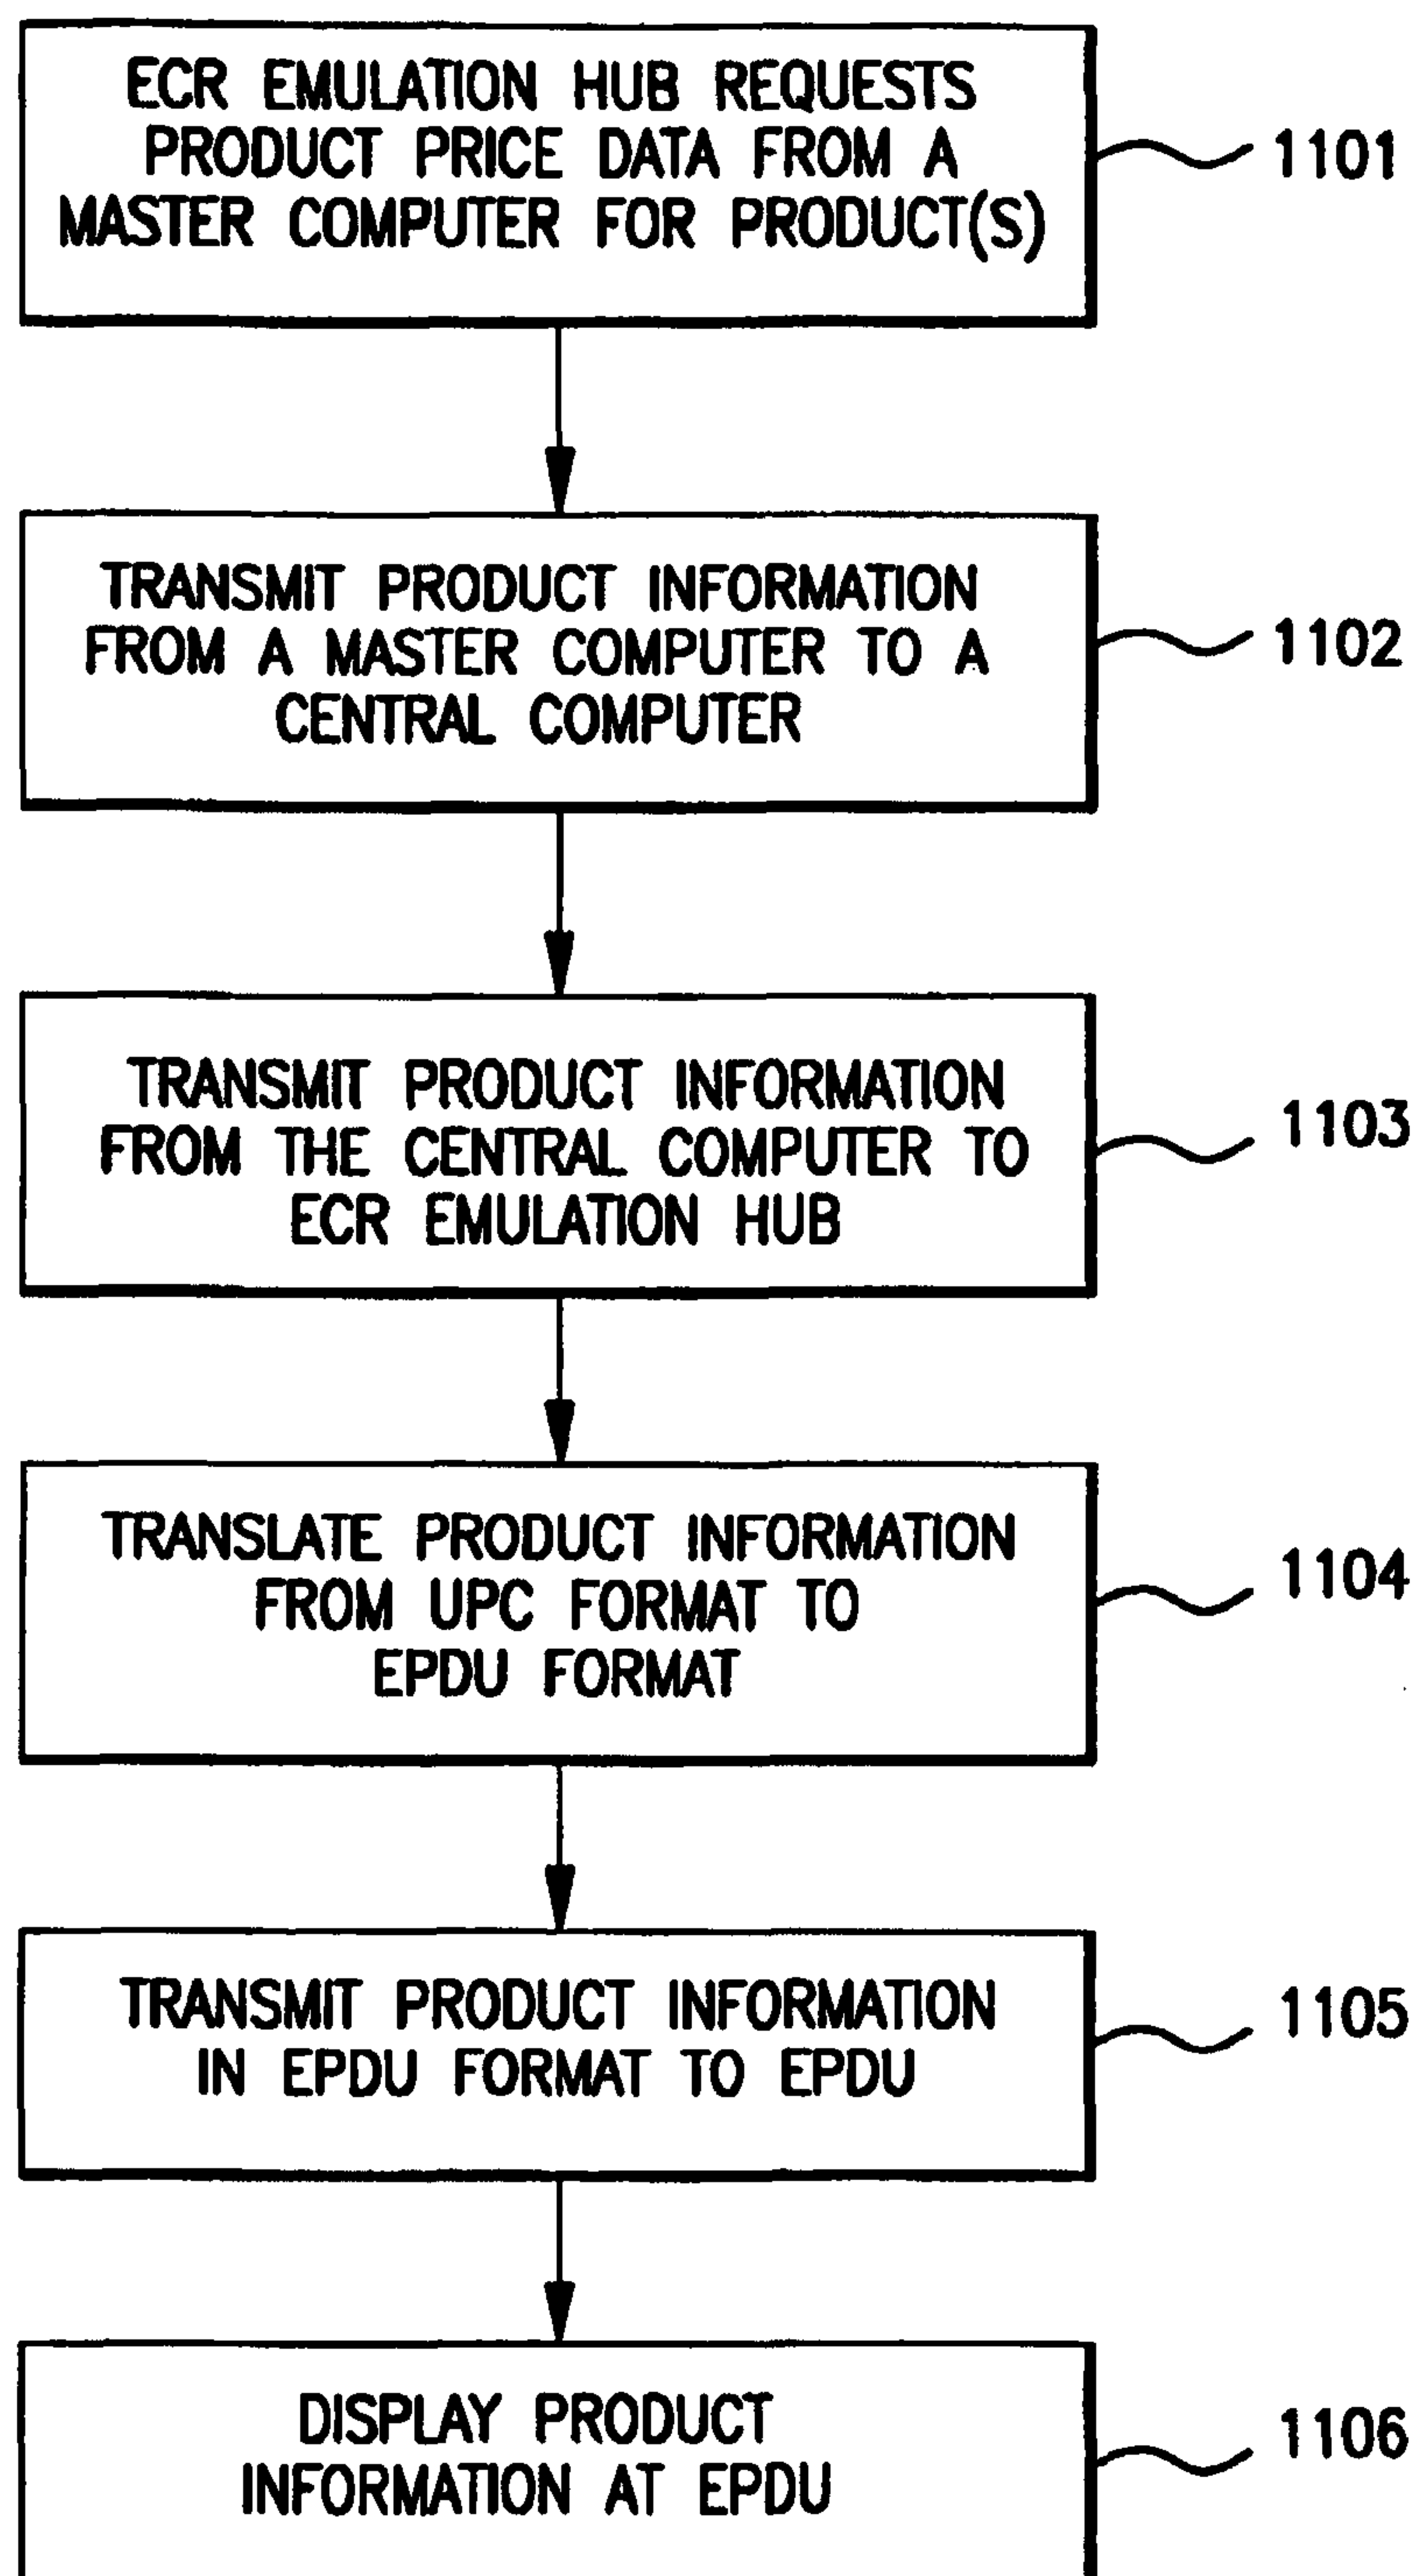 ECR EMULATION HUB REQUESTS
PRODUCT PRICE DATA FROM A
MASTER COMPUTER FOR PRODUCT(S)
1101
TRANSMIT PRODUCT INFORMATION
FROM A MASTER COMPUTER TO A
CENTRAL COMPUTER
1102
TRANSMIT PRODUCT INFORMATION
FROM THE CENTRAL COMPUTER TO
ECR EMULATION HUB
1103
TRANSLATE PRODUCT INFORMATION
FROM UPC FORMAT TO
EPDU FORMAT
1104
TRANSMIT PRODUCT INFORMATION
IN EPDU FORMAT TO EPDU
1105
DISPLAY PRODUCT
INFORMATION AT EPDU
1106